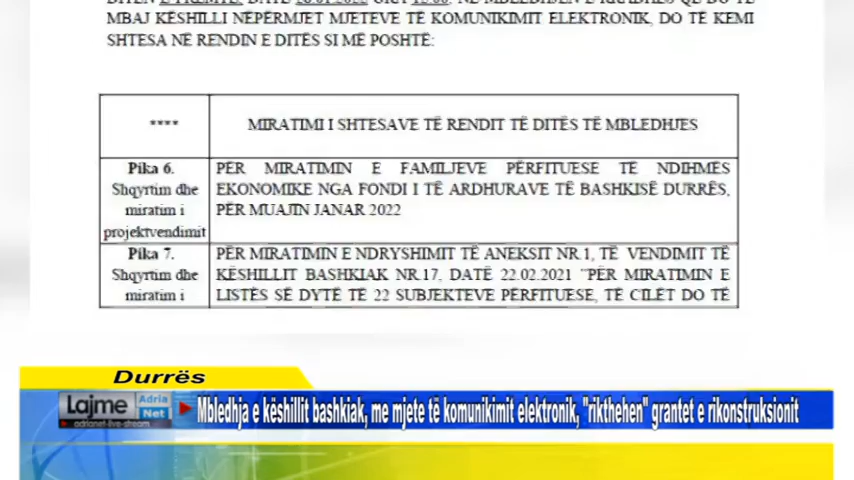 MBAJ KËSHILLI NËPËRMJET MJETEVE TË KOMUNIKIMIT ELEKTRONIK, DO TË KEMI
SHTESA NË RENDIN E DITËS SI MË POSHTË:
**** MIRATIMI I SHTESAVE TË RENDIT TË DITËS TË MBLEDHJES
Pika 6.
Shqyrtim dhe
miratim i
projektvendimit
PËR MIRATIMIN E FAMILJEVE PËRFITUESE TË NDIHMËS
EKONOMIKE NGA FONDI I TË ARDHURAVE TË BASHKISË DURRËS,
PËR MUAJIN JANAR 2022
Pika 7.
Shqyrtim dhe
miratim i
PËR MIRATIMIN E NDRYSHIMIT TË ANEKSIT NR.1, TË VENDIMIT TË
KËSHILLIT BASHKIAK NR.17, DATË 22.02.2021 "PËR MIRATIMIN E
LISTËS SË DYTË TË 22 SUBJEKTEVE PËRFITUESE, TË CILËT DO TË
Durrës
Lajme Adria
Net
adrianet-live-stream
Mbledhja e këshillit bashkiak, me mjete të komunikimit elektronik, "rikthehen" grantet e rikonstruksionit